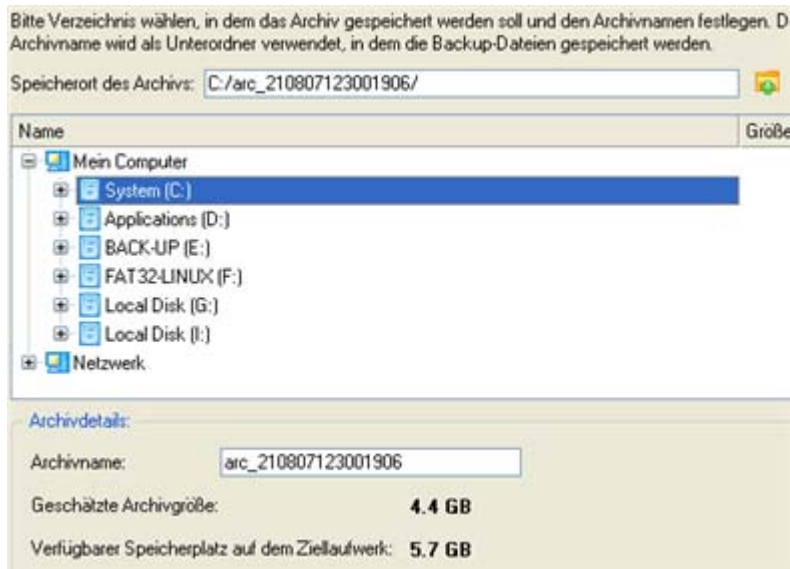 Bitte Verzeichnis wählen, in dem das Archiv gespeichert werden soll und den Archivnamen festlegen. D
Archivname wird als Unterordner verwendet, in dem die Backup-Dateien gespeichert werden.
Speicherort des Archivs: C:/arc_210807123001906/
Name Größe
Mein Computer
System (C:)
Applications (D:)
BACK-UP (E:)
FAT32-LINUX (F:)
Local Disk (G:)
Local Disk (I:)
Netzwerk
Archivdetails:
Archivname: arc_210807123001906
Geschätzte Archivgröße: 4.4 GB
Verfügbarer Speicherplatz auf dem Ziellaufwerk: 5.7 GB